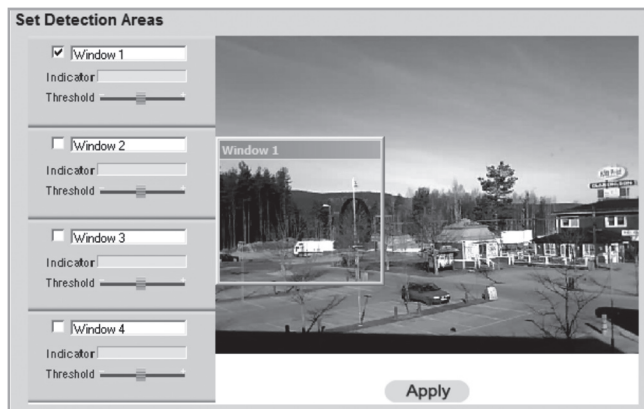 Set Detection Areas
Window 1
Indicator
Threshold
Window 2
Indicator
Threshold
Window 3
Indicator
Threshold
Window 4
Indicator
Threshold
Window 1
Apply